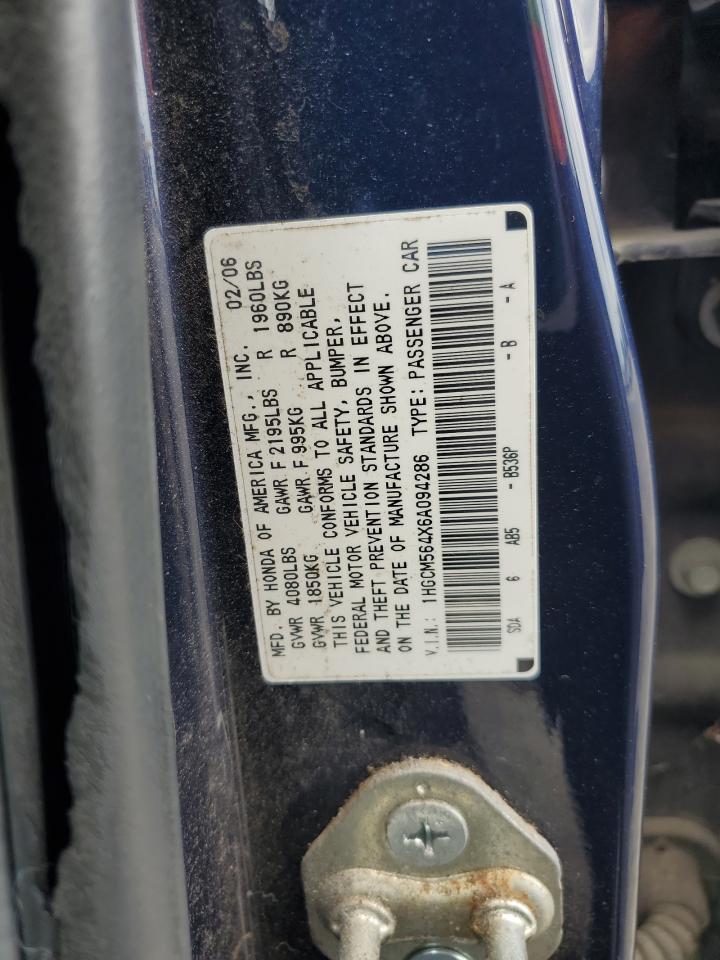 MFD. BY HONDA OF AMERICA MFG., INC. 02/06
GVWR 4080LBS GAWR F 2195LBS R 1960LBS
GVWR 1850KG GAWR F 995KG R 890KG
THIS VEHICLE CONFORMS TO ALL APPLICABLE
FEDERAL MOTOR VEHICLE SAFETY, BUMPER,
AND THEFT PREVENTION STANDARDS IN EFFECT
ON THE DATE OF MANUFACTURE SHOWN ABOVE.
V.I.N.: 1HGCM564X6A094286 TYPE: PASSENGER CAR
SDA 6 AB5 - B536P - B - A